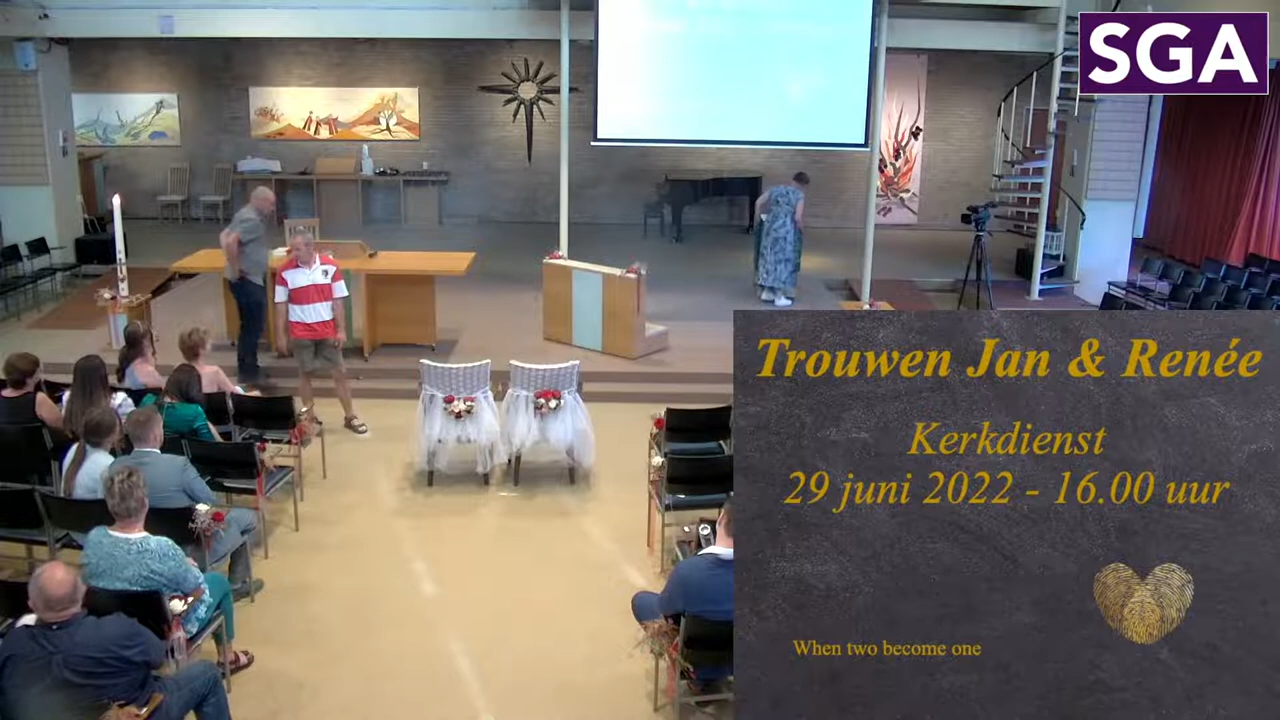 SGA
Trouwen Jan & Renée
Kerkdienst
29 juni 2022 - 16.00 uur
When two become one